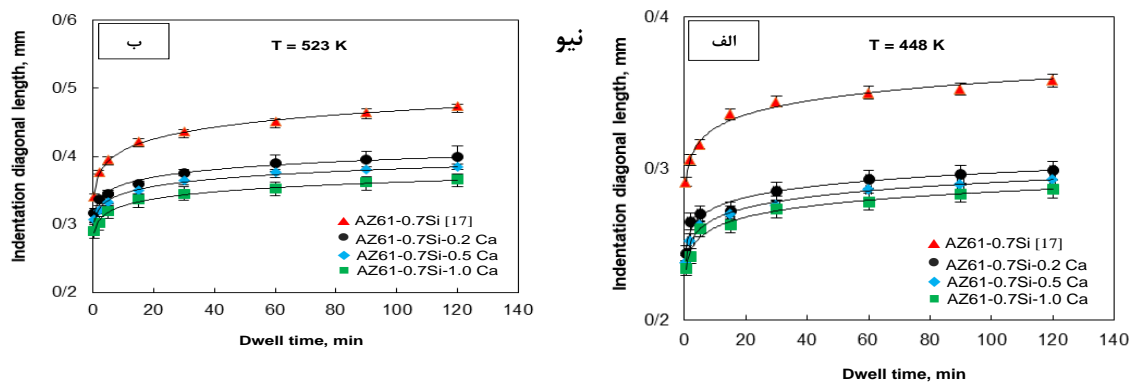 0/6
0/5
0/4
0/3
0/2
ب
T = 523 K
Indentation diagonal length, mm
AZ61-0.7Si [17]
AZ61-0.7Si-0.2 Ca
AZ61-0.7Si-0.5 Ca
AZ61-0.7Si-1.0 Ca
0 20 40 60 80 100 120 140
Dwell time, min
نیو
0/4
0/3
0/2
الف
T = 448 K
Indentation diagonal length, mm
AZ61-0.7Si [17]
AZ61-0.7Si-0.2 Ca
AZ61-0.7Si-0.5 Ca
AZ61-0.7Si-1.0 Ca
0 20 40 60 80 100 120 140
Dwell time, min